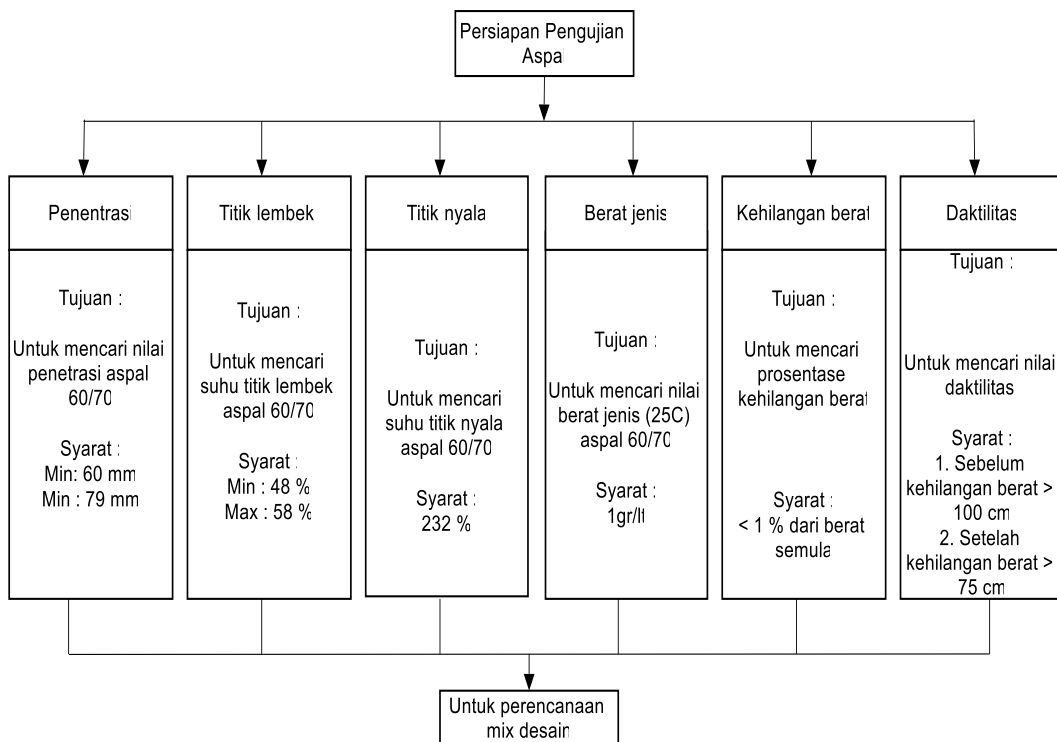 Persiapan Pengujian
Aspal
Penentrasi
Tujuan :
Untuk mencari nilai
penetrasi aspal
60/70
Syarat :
Min: 60 mm
Min : 79 mm
Titik lembek
Tujuan :
Untuk mencari
suhu titik lembek
aspal 60/70
Syarat :
Min : 48 %
Max : 58 %
Titik nyala
Tujuan :
Untuk mencari
suhu titik nyala
aspal 60/70
Syarat :
232 %
Berat jenis
Tujuan :
Untuk mencari nilai
berat jenis (25C)
aspal 60/70
Syarat :
1gr/lt
Kehilangan berat
Tujuan :
Untuk mencari
prosentase
kehilangan berat
Syarat :
< 1 % dari berat
semula
Daktilitas
Tujuan :
Untuk mencari nilai
daktilitas
Syarat :
1. Sebelum
kehilangan berat >
100 cm
2. Setelah
kehilangan berat >
75 cm
Untuk perencanaan
mix desain